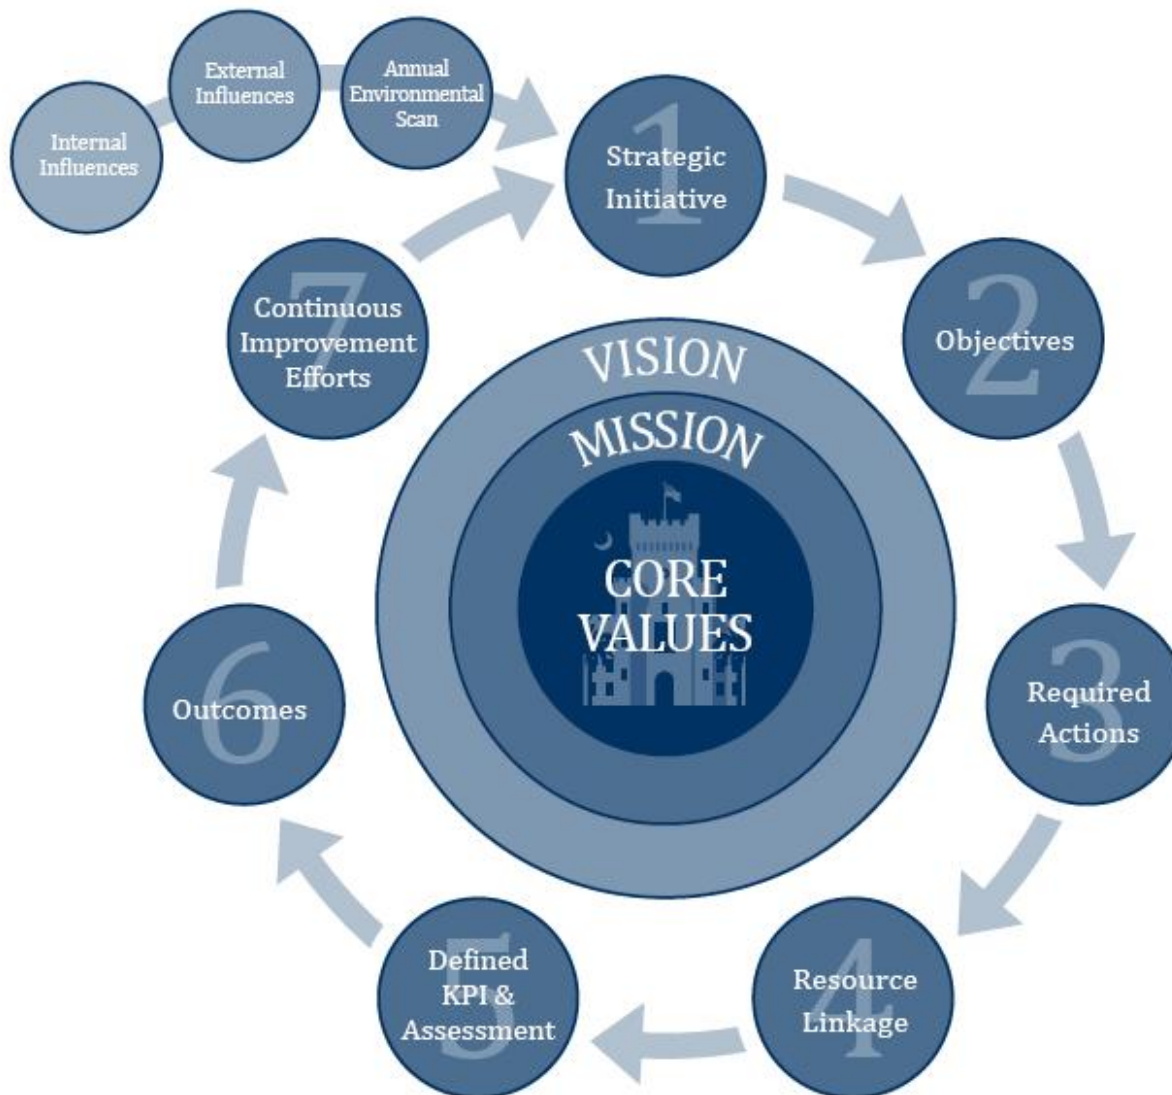 Internal
Influences
External
Influences
Annual
Environmental
Scan
1
Strategic
Initiative
2
Objectives
3
Required
Actions
4
Resource
Linkage
5
Defined
KPI &
Assessment
6
Outcomes
7
Continuous
Improvement
Efforts
VISION
MISSION
CORE
VALUES